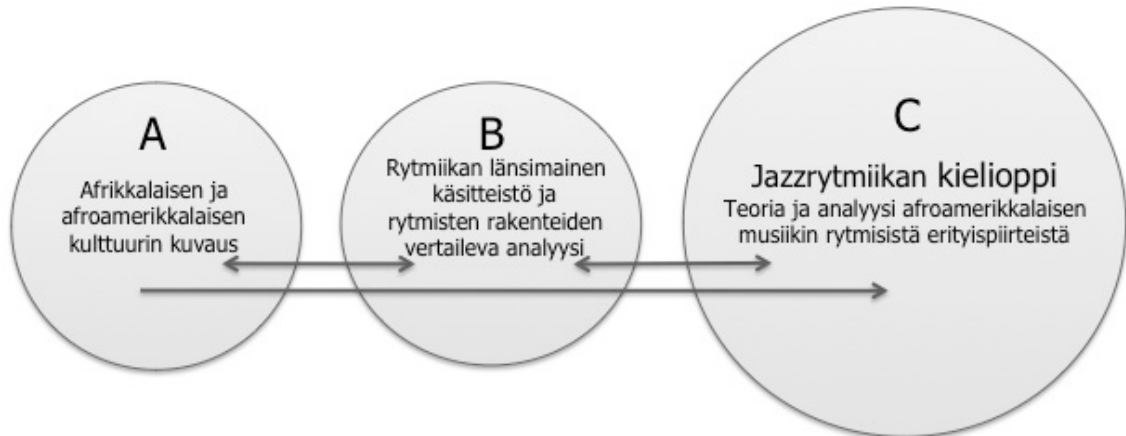 A
Afrikkalaisen ja
afroamerikkalaisen
kulttuurin kuvaus
B
Rytmiikan länsimainen
käsitteistö ja
rytmisten rakenteiden
vertaileva analyysi
C
Jazzrytmiikan kielioppi
Teoria ja analyysi afroamerikkalaisen
musiikin rytmisistä erityispiirteistä